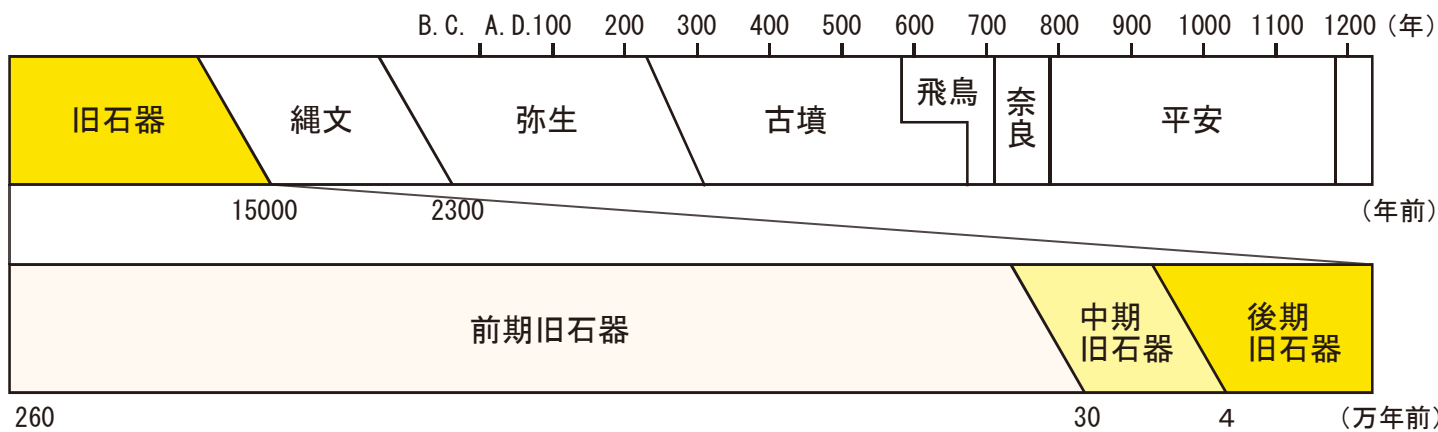 B.C. A.D.100 200 300 400 500 600 700 800 900 1000 1100 1200（年）
旧石器 縄文 弥生 古墳 飛鳥 奈良 平安
15000 2300 （年前）
前期旧石器 中期旧石器 後期旧石器
260 30 4 （万年前）